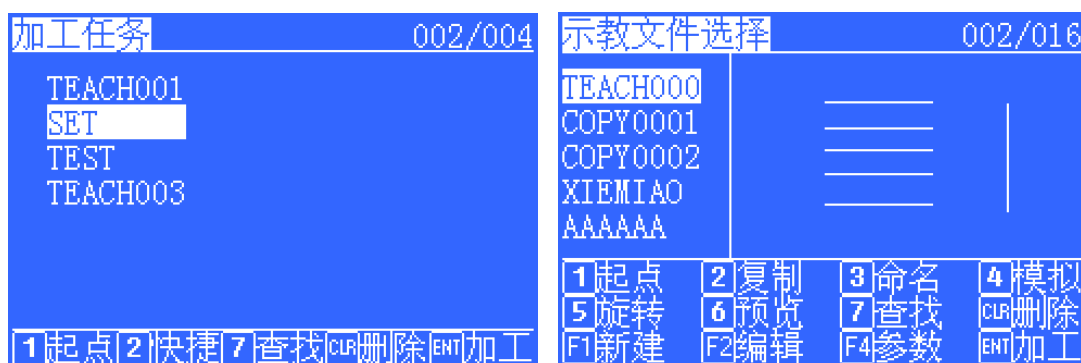 加工任务 002/004
TEACH001
SET
TEST
TEACH003
1起点 2快捷 7查找 CLR删除 ENT加工
示教文件选择 002/016
TEACH000
COPY0001
COPY0002
XIEMIAO
AAAAAA
1起点 2复制 3命名 4模拟
5旋转 6预览 7查找 CLR删除
F1新建 F2编辑 F4参数 ENT加工